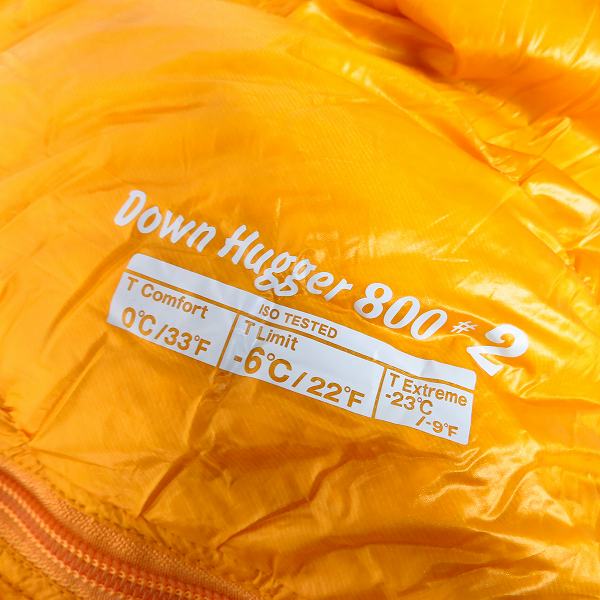 Down Hugger 800 #2
ISO TESTED
T Comfort
0℃/33°F
T Limit
-6℃/22°F
T Extreme
-23℃
/-9°F